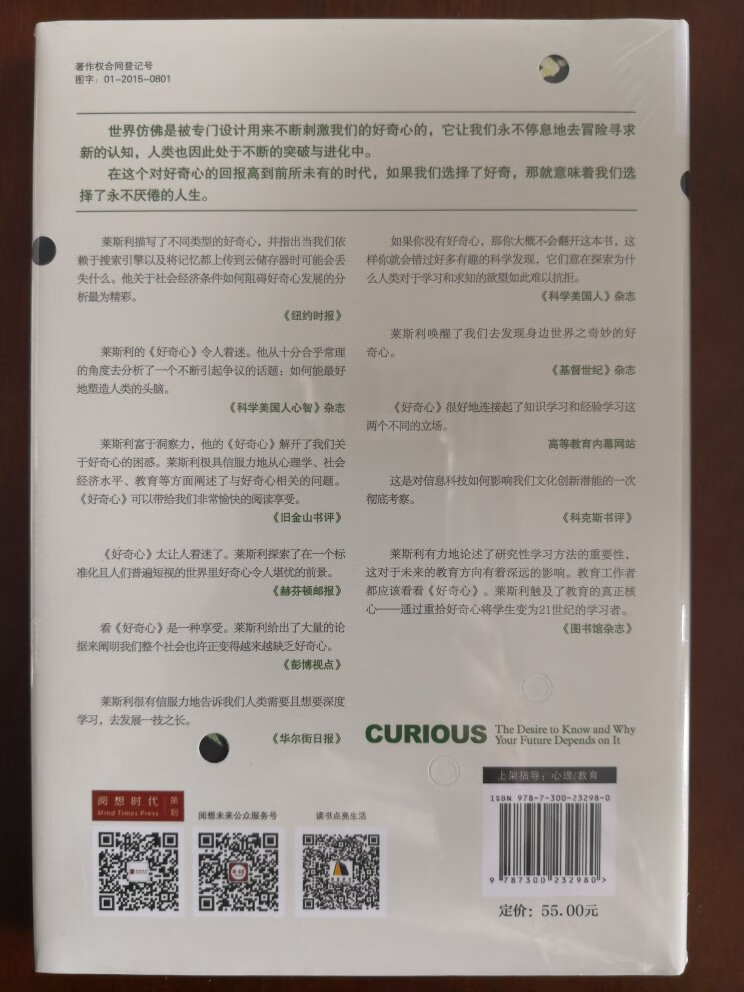 著作权合同登记号
图字：01-2015-0801
世界仿佛是被专门设计用来不断刺激我们的好奇心的，它让我们永不停息地去冒险寻求
新的认知，人类也因此处于不断的突破与进化中。
在这个对好奇心的回报高到前所未有的时代，如果我们选择了好奇，那就意味着我们选
择了永不厌倦的人生。
莱斯利描写了不同类型的好奇心，并指出当我们依
赖于搜索引擎以及将记忆都上传到云储存器时可能会丢
失什么。他关于社会经济条件如何阻碍好奇心发展的分
析最为精彩。
《纽约时报》
莱斯利的《好奇心》令人着迷。他从十分合乎常理
的角度去分析了一个不断引起争议的话题：如何能最好
地塑造人类的头脑。
《科学美国人心智》杂志
莱斯利富于洞察力，他的《好奇心》解开了我们关
于好奇心的困惑。莱斯利极具信服力地从心理学、社会
经济水平、教育等方面阐述了与好奇心相关的问题。
《好奇心》可以带给我们非常愉快的阅读享受。
《旧金山书评》
《好奇心》太让人着迷了。莱斯利探索了在一个标
准化且人们普遍短视的世界里好奇心令人堪忧的前景。
《赫芬顿邮报》
看《好奇心》是一种享受。莱斯利给出了大量的论
据来阐明我们整个社会也许正变得越来越缺乏好奇心。
《彭博视点》
莱斯利很有信服力地告诉我们人类需要且想要深度
学习，去发展一技之长。
《华尔街日报》
如果你没有好奇心，那你大概不会翻开这本书，这
样你就会错过好多有趣的科学发现，它们意在探索为什
么人类对于学习和求知的欲望如此难以抗拒。
《科学美国人》杂志
莱斯利唤醒了我们去发现身边世界之奇妙的好
奇心。
《基督世纪》杂志
《好奇心》很好地连接起了知识学习和经验学习这
两个不同的立场。
高等教育内幕网站
这是对信息科技如何影响我们文化创新潜能的一次
彻底考察。
《科克斯书评》
莱斯利有力地论述了研究性学习方法的重要性，
这对于未来的教育方向有着深远的影响。教育工作者
都应该看看《好奇心》。莱斯利触及了教育的真正核
心——通过重拾好奇心将学生变为21世纪的学习者。
《图书馆杂志》
CURIOUS
The Desire to Know and Why
Your Future Depends on It
阅想时代
Mind Times Press
策划
阅想未来公众服务号
读书点亮生活
上架指导：心理/教育
ISBN 978-7-300-23298-0
9 787300 232980>
定价：55.00元